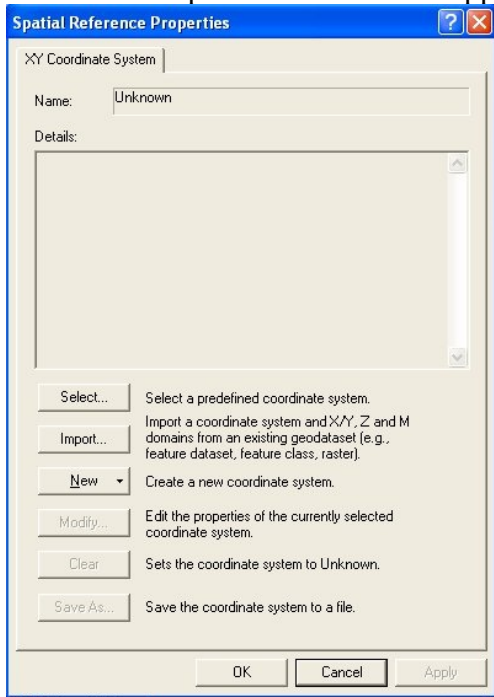 Spatial Reference Properties
XY Coordinate System
Name: Unknown
Details:
Select... Select a predefined coordinate system.
Import... Import a coordinate system and X/Y, Z and M
domains from an existing geodataset (e.g.,
feature dataset, feature class, raster).
New Create a new coordinate system.
Modify... Edit the properties of the currently selected
coordinate system.
Clear Sets the coordinate system to Unknown.
Save As... Save the coordinate system to a file.
OK Cancel Apply